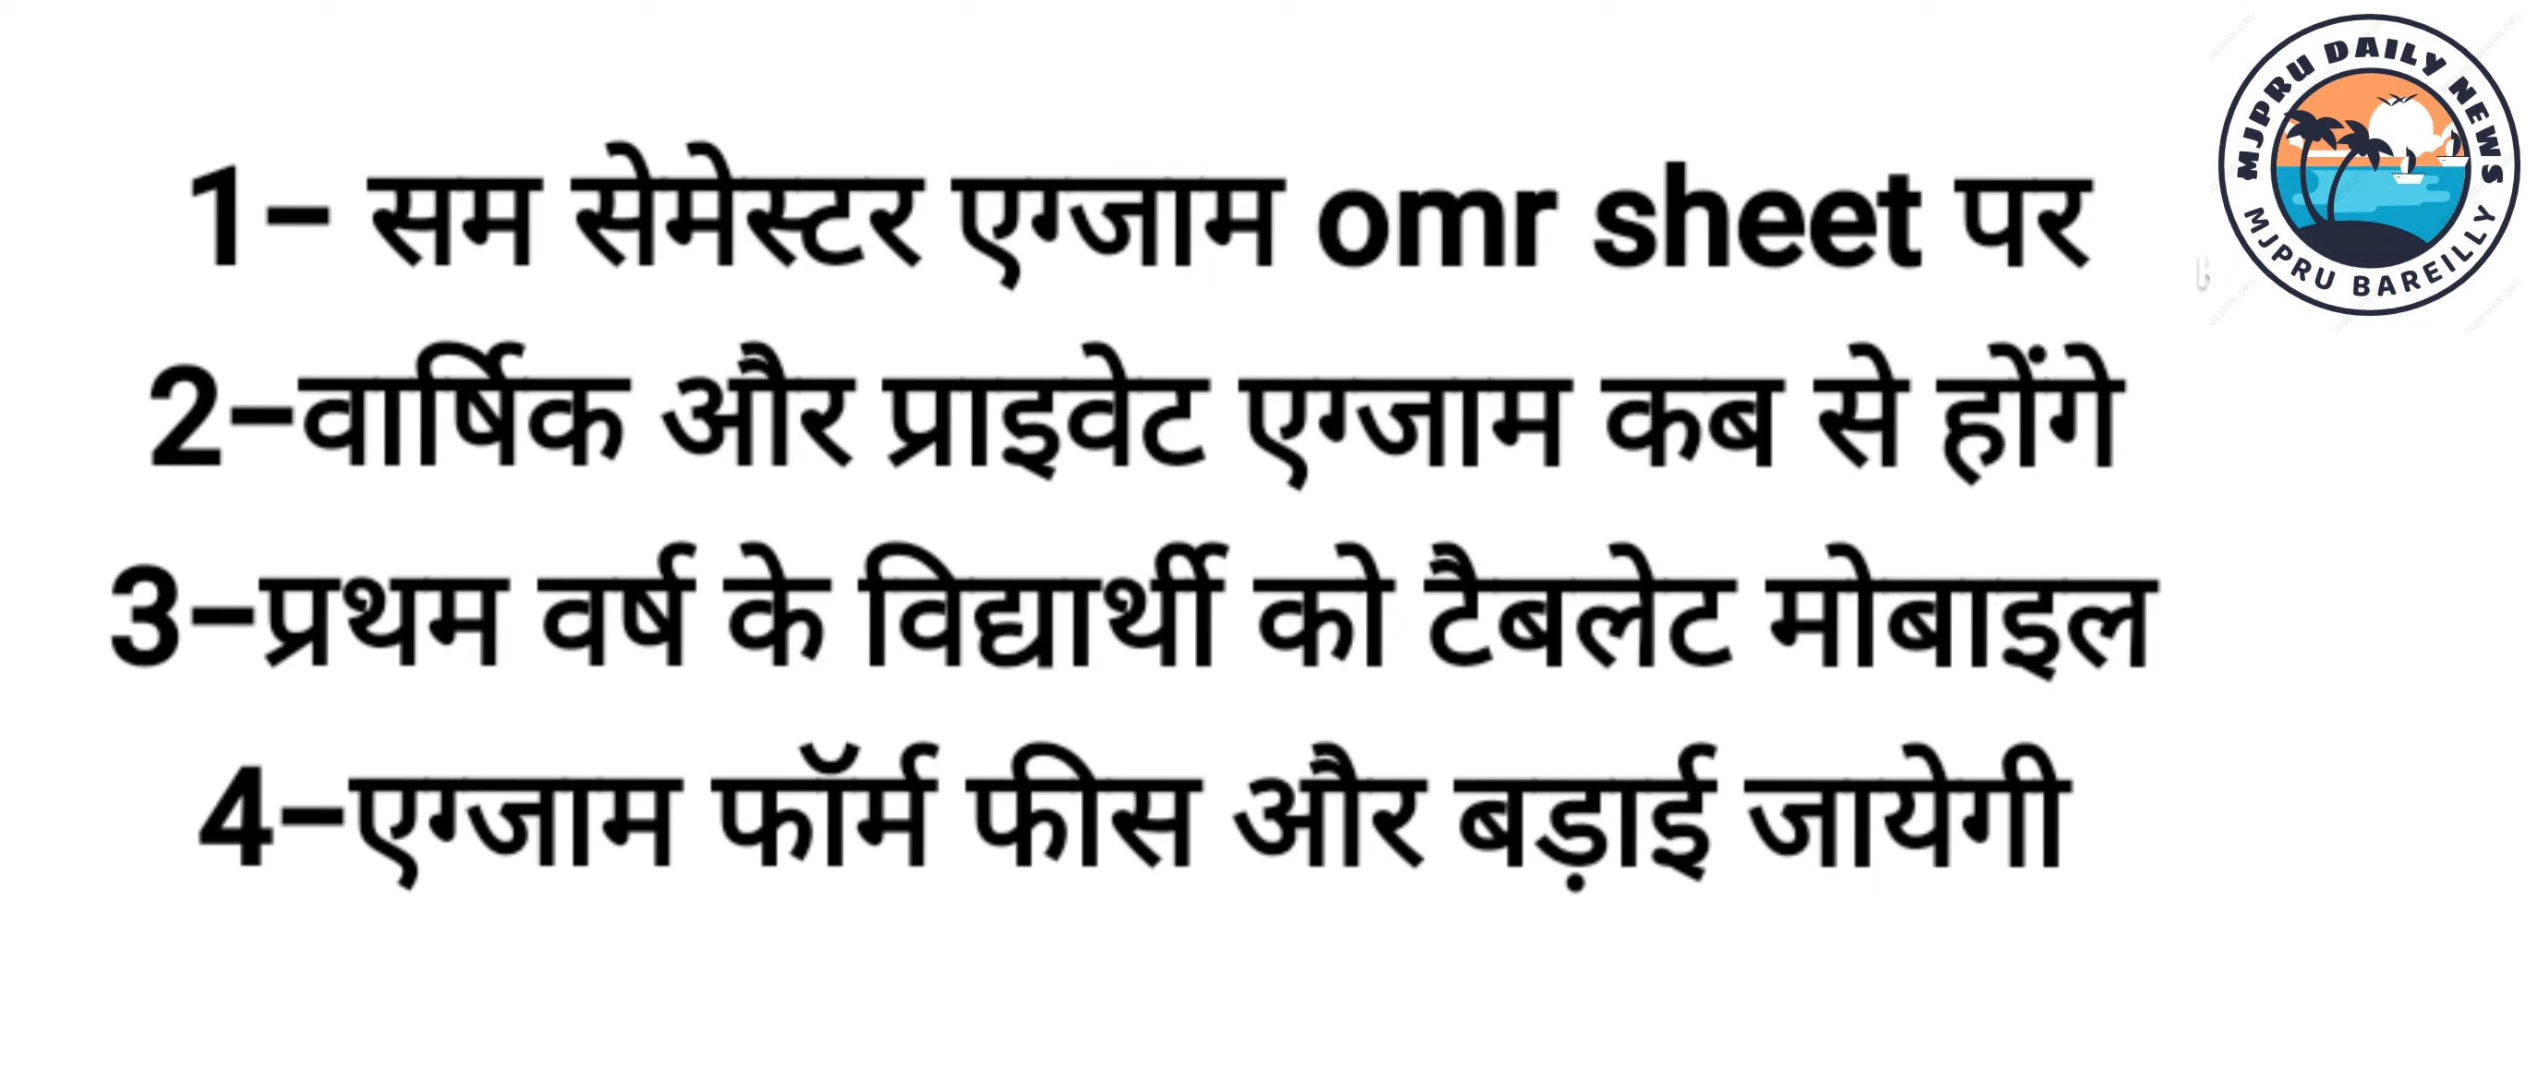 1- सम सेमेस्टर एग्जाम omr sheet पर
2-वार्षिक और प्राइवेट एग्जाम कब से होंगे
3-प्रथम वर्ष के विद्यार्थी को टैबलेट मोबाइल
4-एग्जाम फॉर्म फीस और बड़ाई जायेगी
MJPRU DAILY NEWS
MJPRU BAREILLY